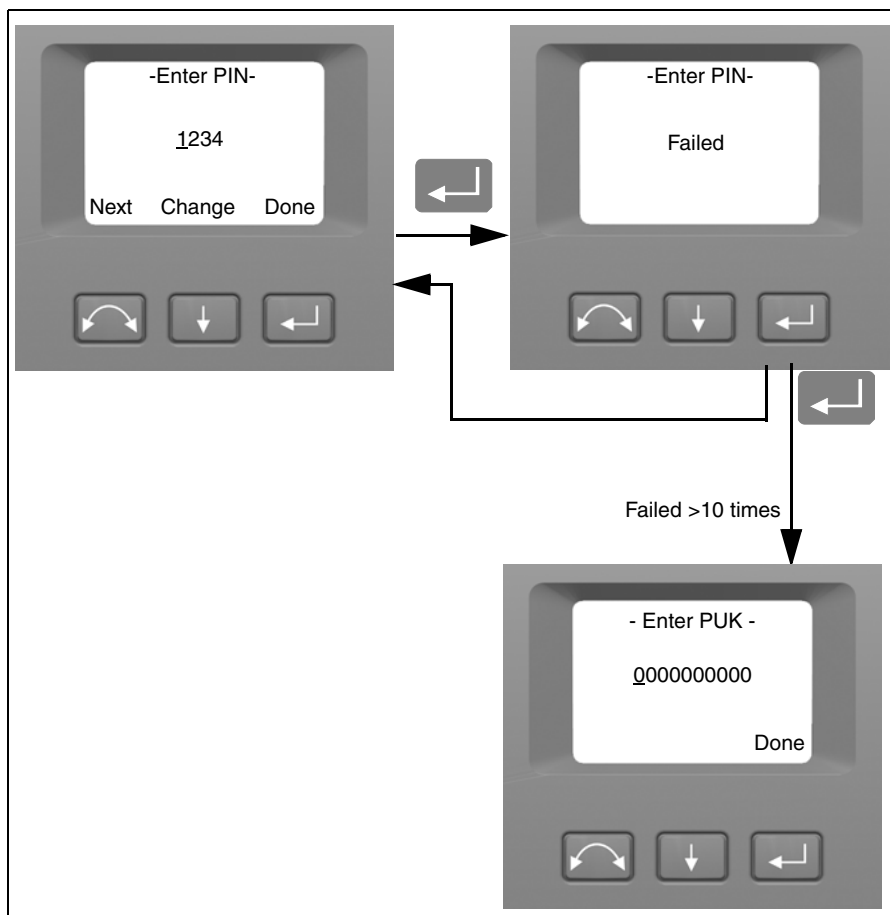 -Enter PIN-
1234
Next Change Done
-Enter PIN-
Failed
Failed >10 times
- Enter PUK -
0000000000
Done